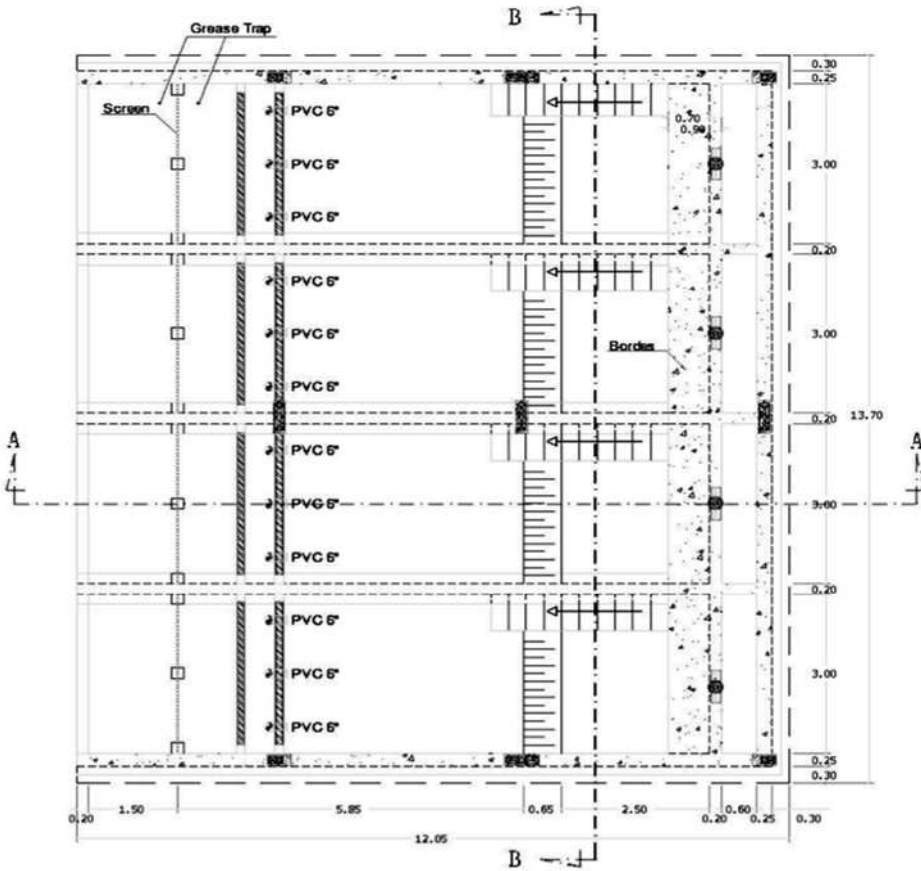 B
Grease Trap
0.30
0.25
Screen
PVC 6"
0.70
0.90
PVC 6"
3.00
PVC 6"
0.20
PVC 6"
PVC 6"
3.00
Bordes
PVC 6"
0.20
13.70
A
A
PVC 6"
PVC 6"
3.00
PVC 6"
0.20
PVC 6"
PVC 6"
3.00
PVC 6"
0.25
0.30
1.50 5.85 0.65 2.50 0.60
0.20 0.20 0.25 0.30
12.05
B